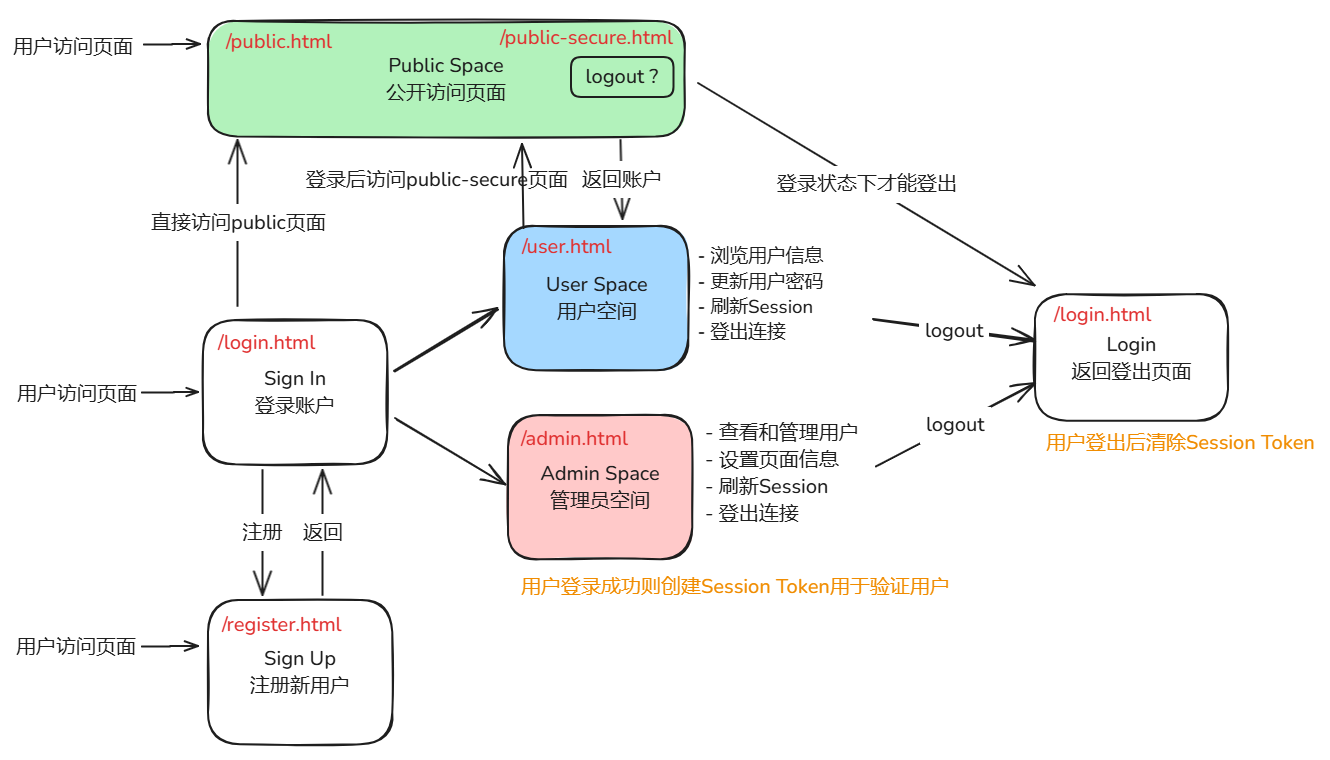 用户访问页面
/public.html
/public-secure.html
Public Space
公开访问页面
logout ?
登录后访问public-secure页面
返回账户
登录状态下才能登出
直接访问public页面
/user.html
User Space
用户空间
- 浏览用户信息
- 更新用户密码
- 刷新Session
- 登出连接
logout
/login.html
Login
返回登出页面
用户登出后清除Session Token
用户访问页面
/login.html
Sign In
登录账户
/admin.html
Admin Space
管理员空间
- 查看和管理用户
- 设置页面信息
- 刷新Session
- 登出连接
logout
用户登录成功则创建Session Token用于验证用户
注册
返回
用户访问页面
/register.html
Sign Up
注册新用户